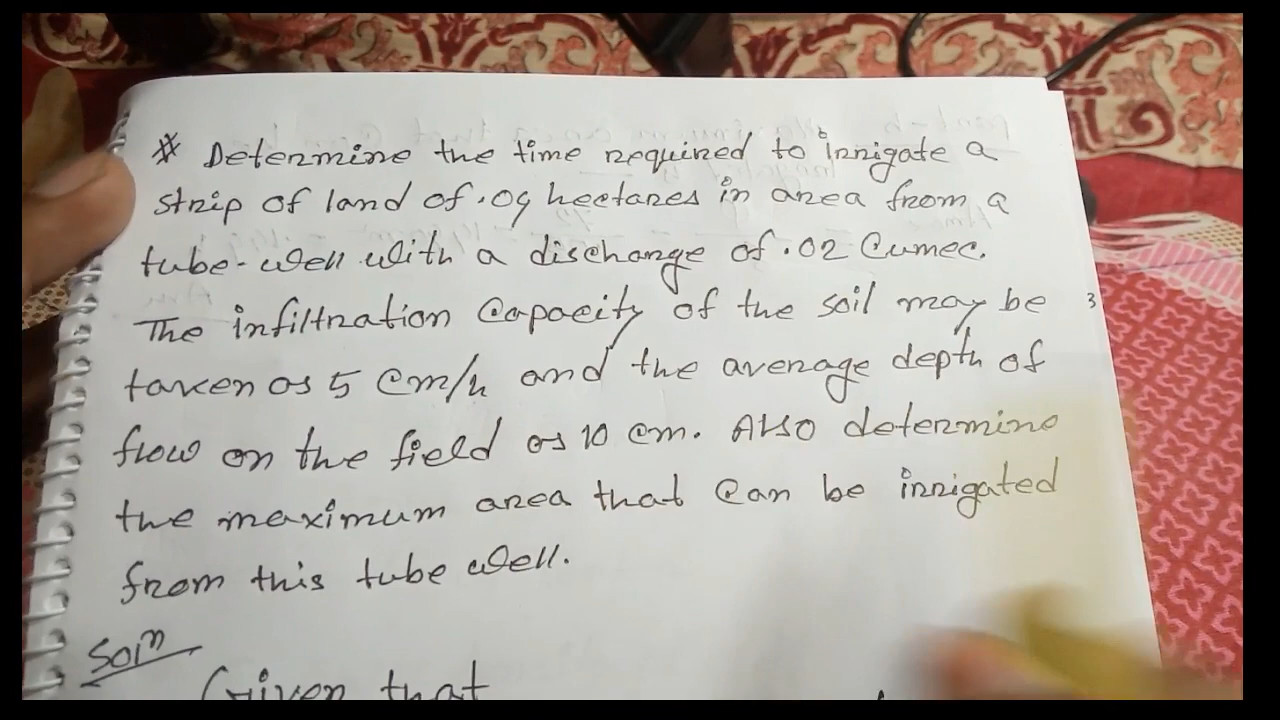 * Determine the time required to irrigate a
strip of land of .04 hectares in area from a
tube-well with a discharge of .02 Cumec.
The infiltration Capacity of the soil may be
taken as 5 Cm/h and the average depth of
flow on the field as 10 cm. Also determine
the maximum area that Can be irrigated
from this tube well.
Soln
Given that